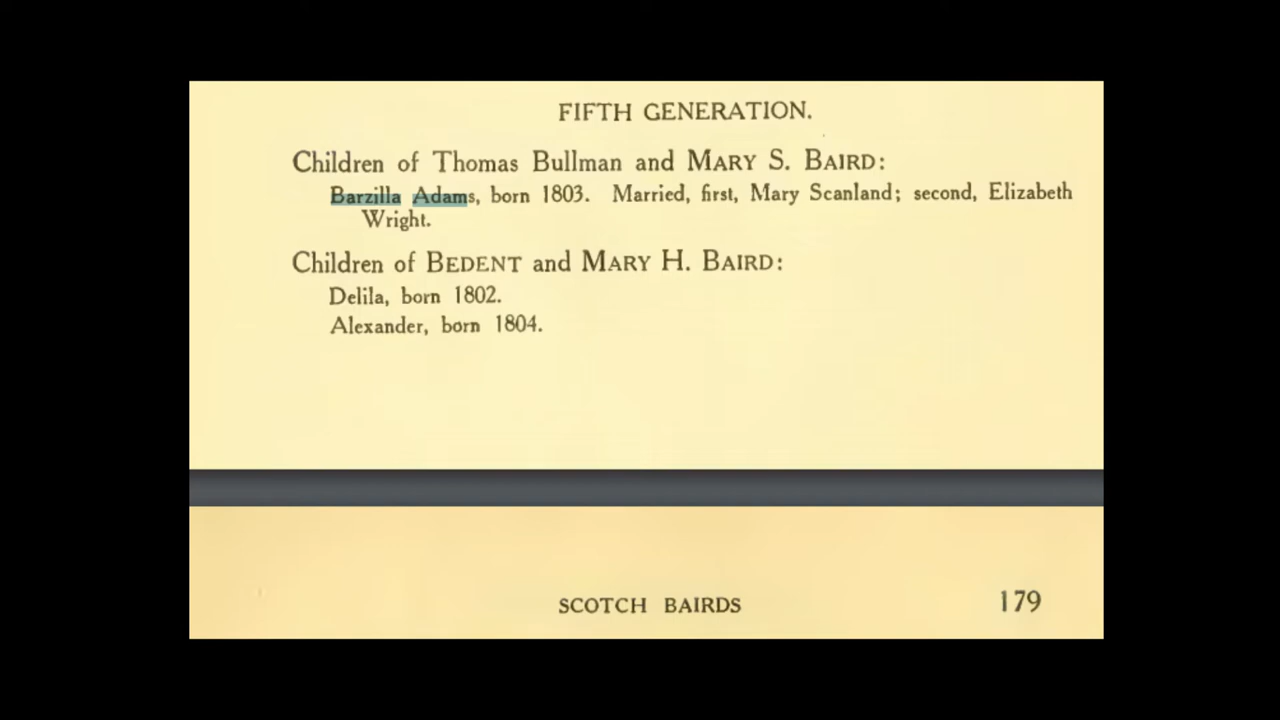 FIFTH GENERATION.
Children of Thomas Bullman and MARY S. BAIRD:
Barzilla Adams, born 1803. Married, first, Mary Scanland; second, Elizabeth
Wright.
Children of BEDENT and MARY H. BAIRD:
Delila, born 1802.
Alexander, born 1804.
SCOTCH BAIRDS 179